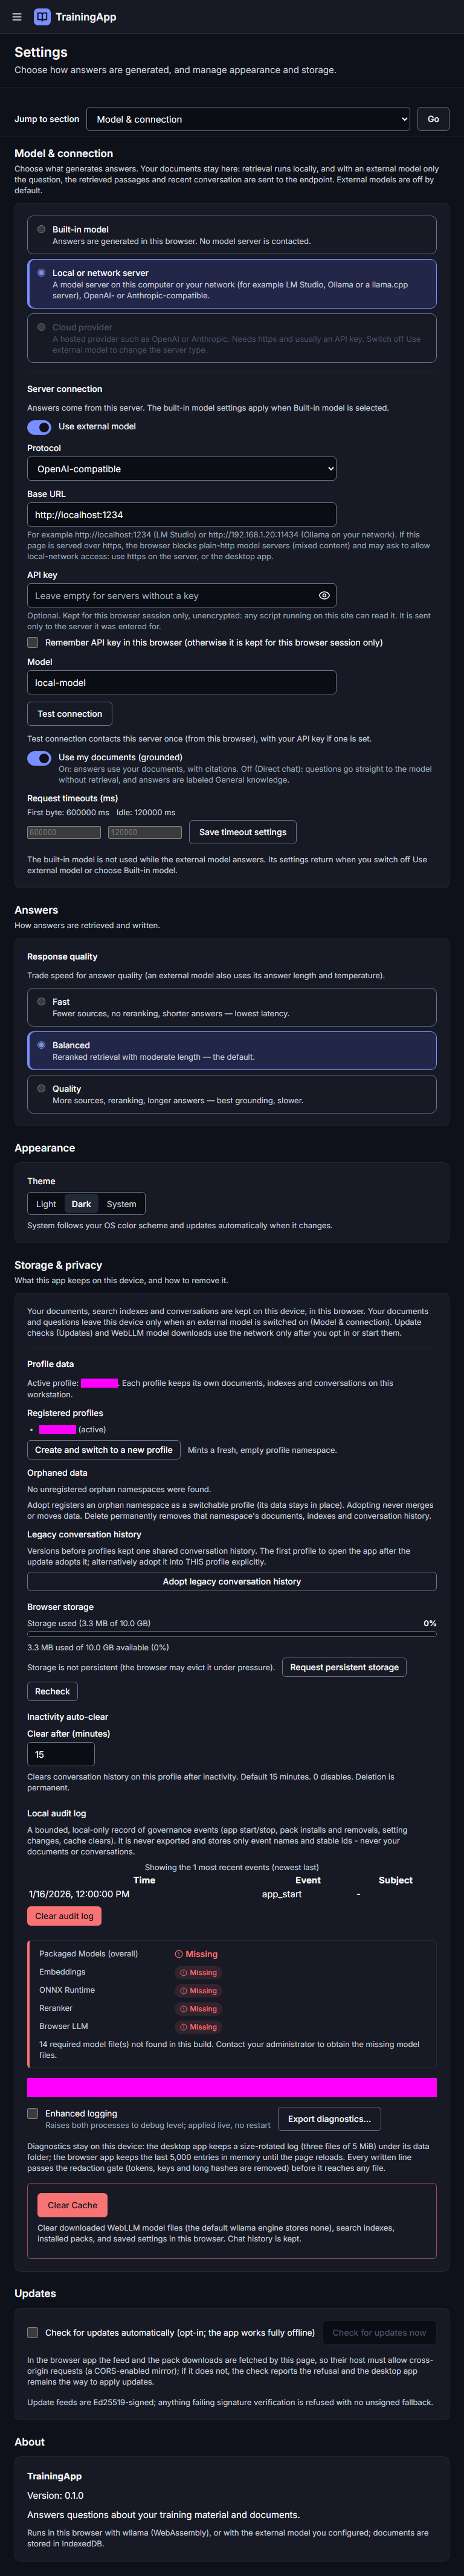 TrainingApp
Settings
Choose how answers are generated, and manage appearance and storage.
Jump to section
Model & connection
Go
Model & connection
Choose what generates answers. Your documents stay here: retrieval runs locally, and with an external model only
the question, the retrieved passages and recent conversation are sent to the endpoint. External models are off by
default.
Built-in model
Answers are generated in this browser. No model server is contacted.
Local or network server
A model server on this computer or your network (for example LM Studio, Ollama or a llama.cpp
server), OpenAI- or Anthropic-compatible.
Cloud provider
A hosted provider such as OpenAI or Anthropic. Needs https and usually an API key. Switch off Use
external model to change the server type.
Server connection
Answers come from this server. The built-in model settings apply when Built-in model is selected.
Use external model
Protocol
OpenAI-compatible
Base URL
http://localhost:1234
For example http://localhost:1234 (LM Studio) or http://192.168.1.20:11434 (Ollama on your network). If this
page is served over https, the browser blocks plain-http model servers (mixed content) and may ask to allow
local-network access: use https on the server, or the desktop app.
API key
Leave empty for servers without a key
Optional. Kept for this browser session only, unencrypted: any script running on this site can read it. It is sent
only to the server it was entered for.
Remember API key in this browser (otherwise it is kept for this browser session only)
Model
local-model
Test connection
Test connection contacts this server once (from this browser), with your API key if one is set.
Use my documents (grounded)
On: answers use your documents, with citations. Off (Direct chat): questions go straight to the model
without retrieval, and answers are labeled General knowledge.
Request timeouts (ms)
First byte: 600000 ms Idle: 120000 ms
600000
120000
Save timeout settings
The built-in model is not used while the external model answers. Its settings return when you switch off Use
external model or choose Built-in model.
Answers
How answers are retrieved and written.
Response quality
Trade speed for answer quality (an external model also uses its answer length and temperature).
Fast
Fewer sources, no reranking, shorter answers — lowest latency.
Balanced
Reranked retrieval with moderate length — the default.
Quality
More sources, reranking, longer answers — best grounding, slower.
Appearance
Theme
Light Dark System
System follows your OS color scheme and updates automatically when it changes.
Storage & privacy
What this app keeps on this device, and how to remove it.
Your documents, search indexes and conversations are kept on this device, in this browser. Your documents
and questions leave this device only when an external model is switched on (Model & connection). Update
checks (Updates) and WebLLM model downloads use the network only after you opt in or start them.
Profile data
Active profile: . Each profile keeps its own documents, indexes and conversations on this
workstation.
Registered profiles
• (active)
Create and switch to a new profile
Mints a fresh, empty profile namespace.
Orphaned data
No unregistered orphan namespaces were found.
Adopt registers an orphan namespace as a switchable profile (its data stays in place). Adopting never merges
or moves data. Delete permanently removes that namespace's documents, indexes and conversation history.
Legacy conversation history
Versions before profiles kept one shared conversation history. The first profile to open the app after the
update adopts it; alternatively adopt it into THIS profile explicitly.
Adopt legacy conversation history
Browser storage
Storage used (3.3 MB of 10.0 GB)
0%
3.3 MB used of 10.0 GB available (0%)
Storage is not persistent (the browser may evict it under pressure).
Request persistent storage
Recheck
Inactivity auto-clear
Clear after (minutes)
15
Clears conversation history on this profile after inactivity. Default 15 minutes. 0 disables. Deletion is
permanent.
Local audit log
A bounded, local-only record of governance events (app start/stop, pack installs and removals, setting
changes, cache clears). It is never exported and stores only event names and stable ids - never your
documents or conversations.
Showing the 1 most recent events (newest last)
Time Event Subject
1/16/2026, 12:00:00 PM app_start -
Clear audit log
Packaged Models (overall) Missing
Embeddings Missing
ONNX Runtime Missing
Reranker Missing
Browser LLM Missing
14 required model file(s) not found in this build. Contact your administrator to obtain the missing model
files.
Enhanced logging
Raises both processes to debug level; applied live, no restart
Export diagnostics...
Diagnostics stay on this device: the desktop app keeps a size-rotated log (three files of 5 MiB) under its data
folder; the browser app keeps the last 5,000 entries in memory until the page reloads. Every written line
passes the redaction gate (tokens, keys and long hashes are removed) before it reaches any file.
Clear Cache
Clear downloaded WebLLM model files (the default wllama engine stores none), search indexes,
installed packs, and saved settings in this browser. Chat history is kept.
Updates
Check for updates automatically (opt-in; the app works fully offline)
Check for updates now
In the browser app the feed and the pack downloads are fetched by this page, so their host must allow cross-
origin requests (a CORS-enabled mirror); if it does not, the check reports the refusal and the desktop app
remains the way to apply updates.
Update feeds are Ed25519-signed; anything failing signature verification is refused with no unsigned fallback.
About
TrainingApp
Version: 0.1.0
Answers questions about your training material and documents.
Runs in this browser with wllama (WebAssembly), or with the external model you configured; documents are
stored in IndexedDB.